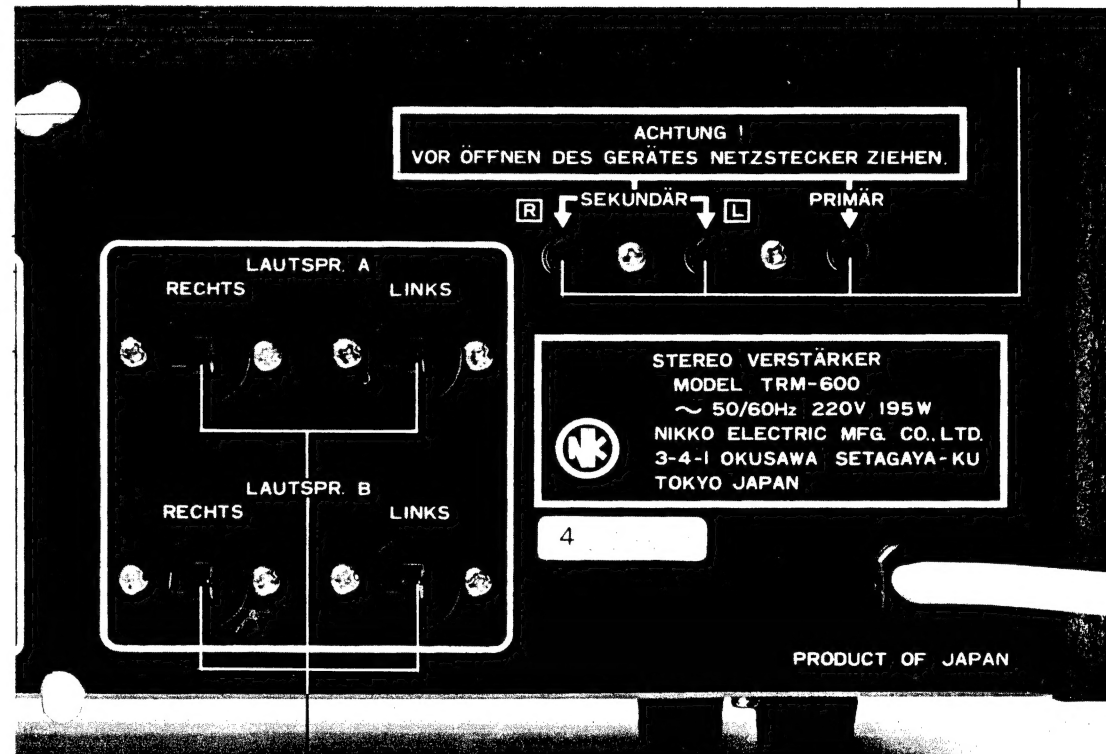 ACHTUNG !
VOR ÖFFNEN DES GERÄTES NETZSTECKER ZIEHEN.
R SEKUNDÄR L PRIMÄR
LAUTSPR. A
RECHTS LINKS
LAUTSPR. B
RECHTS LINKS
STEREO VERSTÄRKER
MODEL TRM-600
~ 50/60Hz 220V 195W
NK
NIKKO ELECTRIC MFG. CO., LTD.
3-4-1 OKUSAWA SETAGAYA-KU
TOKYO JAPAN
4
PRODUCT OF JAPAN